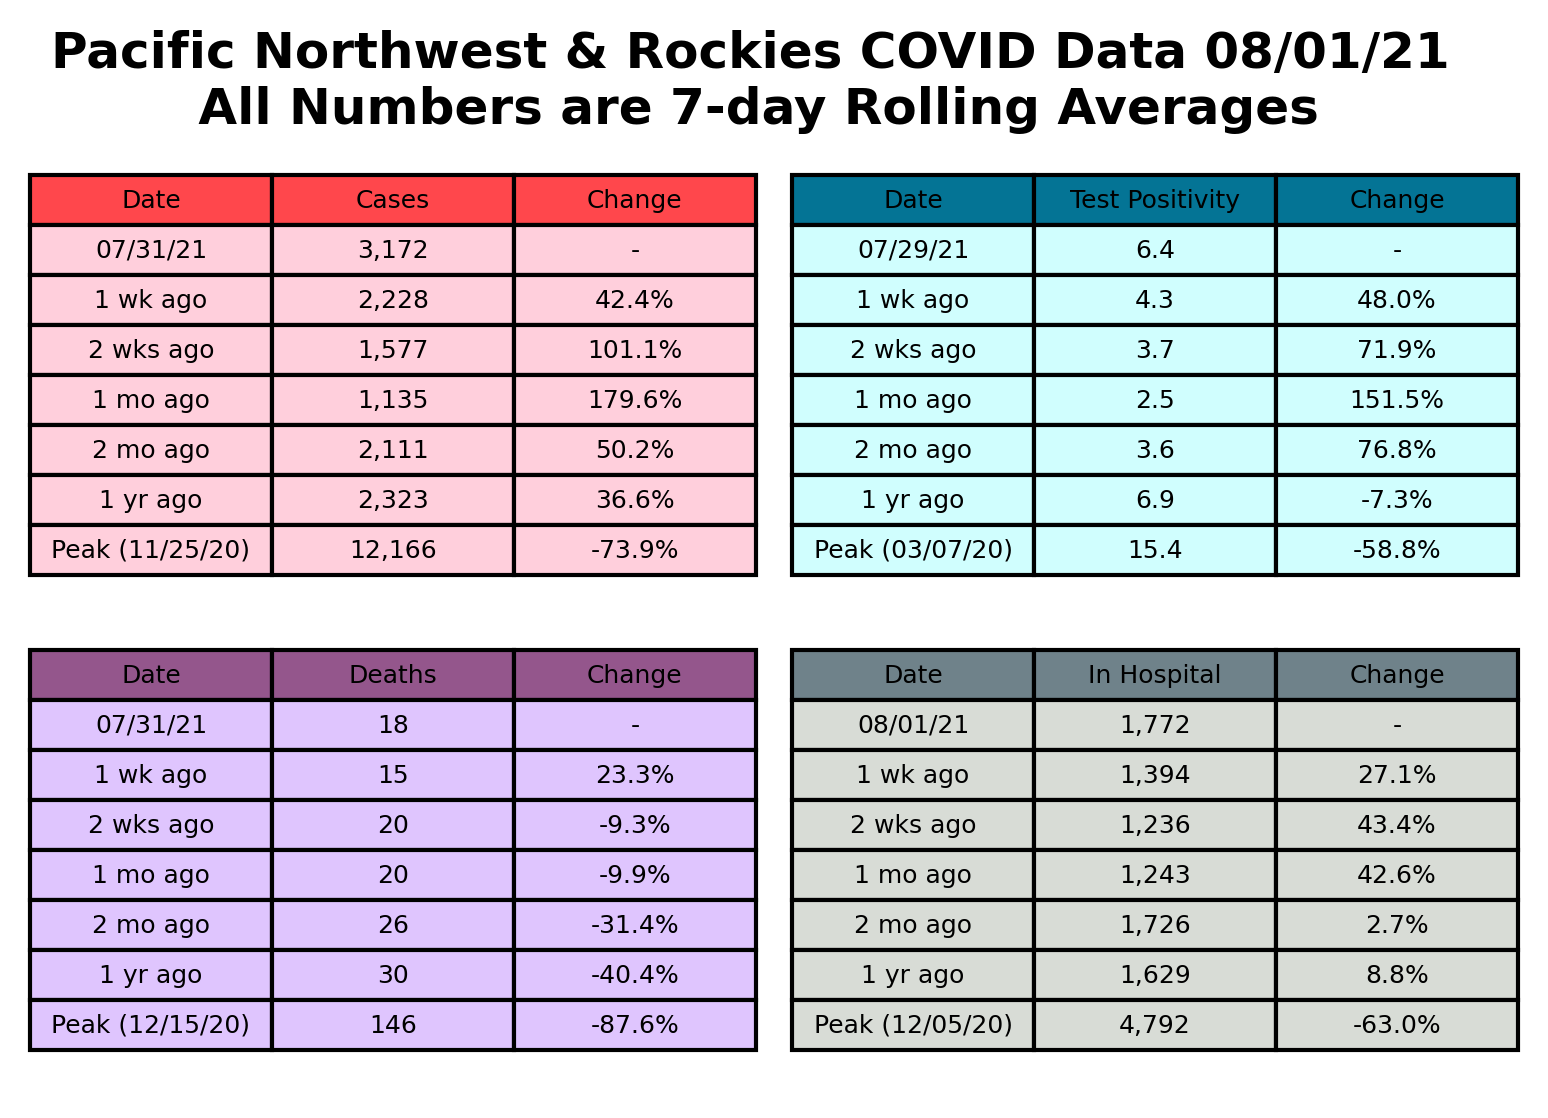 Pacific Northwest & Rockies COVID Data 08/01/21
All Numbers are 7-day Rolling Averages
Date Cases Change
07/31/21 3,172 -
1 wk ago 2,228 42.4%
2 wks ago 1,577 101.1%
1 mo ago 1,135 179.6%
2 mo ago 2,111 50.2%
1 yr ago 2,323 36.6%
Peak (11/25/20) 12,166 -73.9%
Date Test Positivity Change
07/29/21 6.4 -
1 wk ago 4.3 48.0%
2 wks ago 3.7 71.9%
1 mo ago 2.5 151.5%
2 mo ago 3.6 76.8%
1 yr ago 6.9 -7.3%
Peak (03/07/20) 15.4 -58.8%
Date Deaths Change
07/31/21 18 -
1 wk ago 15 23.3%
2 wks ago 20 -9.3%
1 mo ago 20 -9.9%
2 mo ago 26 -31.4%
1 yr ago 30 -40.4%
Peak (12/15/20) 146 -87.6%
Date In Hospital Change
08/01/21 1,772 -
1 wk ago 1,394 27.1%
2 wks ago 1,236 43.4%
1 mo ago 1,243 42.6%
2 mo ago 1,726 2.7%
1 yr ago 1,629 8.8%
Peak (12/05/20) 4,792 -63.0%